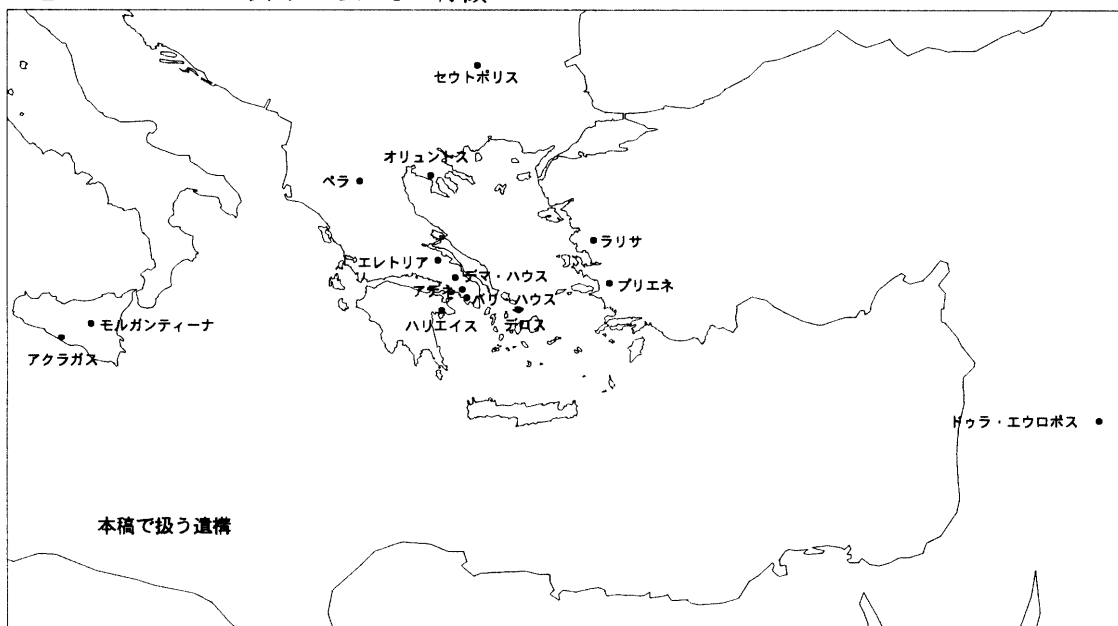 セウトポリス
オリュントス
ペラ
ラリサ
エレトリア
デマ・ハウス
プリエネ
アテネ
ハウス
ハリエイス
デロス
モルガンティーナ
アクラガス
ドゥラ・エウロポス
本稿で扱う遺構